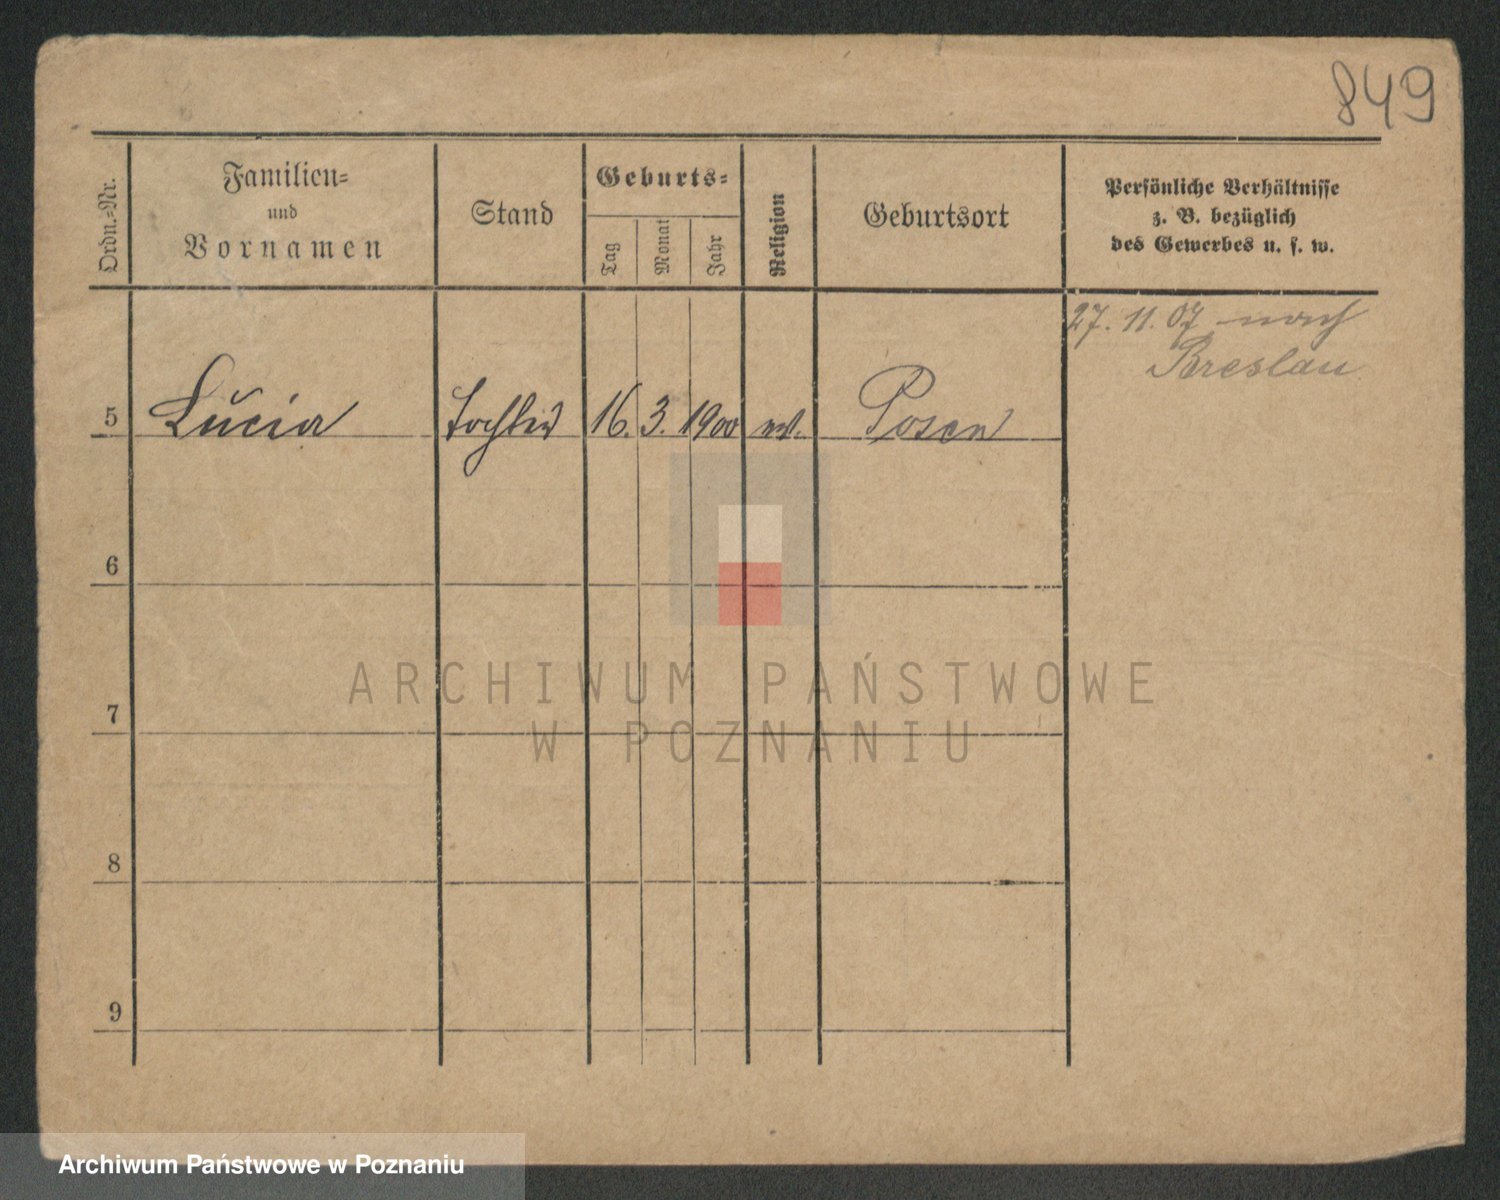 849
Ordn.-Nr.
Familien-
und
Vornamen
Stand
Geburts-
Tag
Monat
Jahr
Religion
Geburtsort
Persönliche Verhältnisse
z. B. bezüglich
des Gewerbes u. s. w.
27. 11. 07 nach
Breslau
5 Lucia Tochter 16. 3. 1900 Posen
6
7
8
9
ARCHIWUM PAŃSTWOWE
W POZNANIU
Archiwum Państwowe w Poznaniu